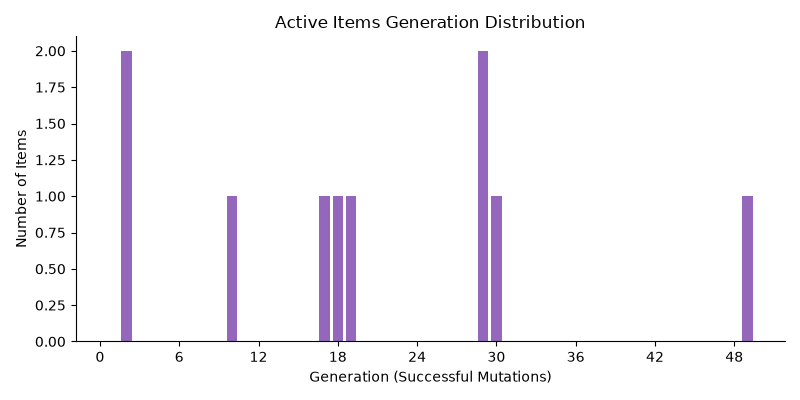 Active Items Generation Distribution
Number of Items
2.00
1.75
1.50
1.25
1.00
0.75
0.50
0.25
0.00
0 6 12 18 24 30 36 42 48
Generation (Successful Mutations)